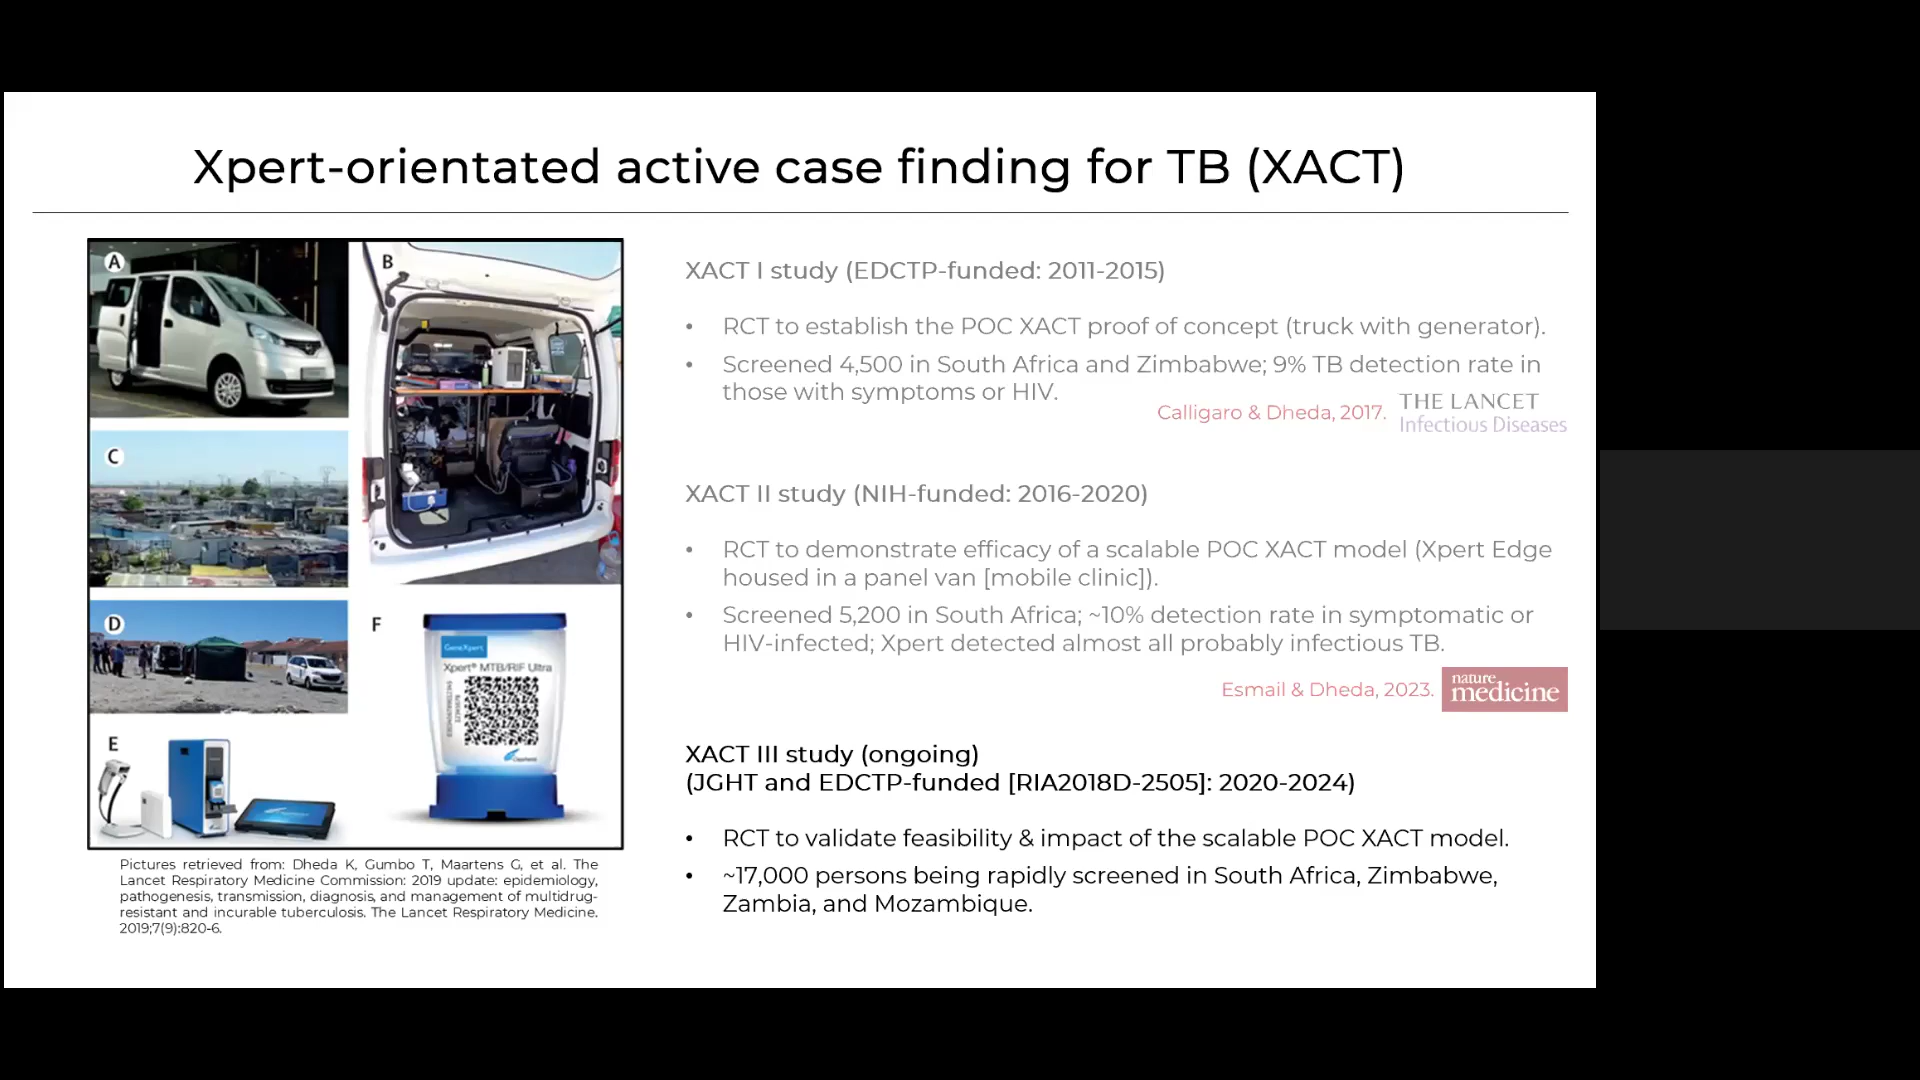 Xpert-orientated active case finding for TB (XACT)
A
B
C
D
E
F
GeneXpert
Xpert® MTB/RIF Ultra
Cepheid
Pictures retrieved from: Dheda K, Gumbo T, Maartens G, et al. The
Lancet Respiratory Medicine Commission: 2019 update: epidemiology,
pathogenesis, transmission, diagnosis, and management of multidrug-
resistant and incurable tuberculosis. The Lancet Respiratory Medicine.
2019;7(9):820-6.
XACT I study (EDCTP-funded: 2011-2015)
• RCT to establish the POC XACT proof of concept (truck with generator).
• Screened 4,500 in South Africa and Zimbabwe; 9% TB detection rate in
those with symptoms or HIV.
Calligaro & Dheda, 2017.
THE LANCET
Infectious Diseases
XACT II study (NIH-funded: 2016-2020)
• RCT to demonstrate efficacy of a scalable POC XACT model (Xpert Edge
housed in a panel van [mobile clinic]).
• Screened 5,200 in South Africa; ~10% detection rate in symptomatic or
HIV-infected; Xpert detected almost all probably infectious TB.
Esmail & Dheda, 2023.
nature
medicine
XACT III study (ongoing)
(JGHT and EDCTP-funded [RIA2018D-2505]: 2020-2024)
• RCT to validate feasibility & impact of the scalable POC XACT model.
• ~17,000 persons being rapidly screened in South Africa, Zimbabwe,
Zambia, and Mozambique.